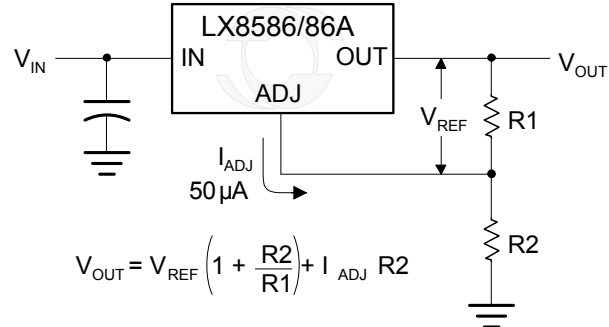 LX8586/86A
V_IN
IN
OUT
V_OUT
ADJ
V_REF
R1
I_ADJ
50 µA
R2
V_OUT = V_REF (1 + R2/R1) + I_ADJ R2